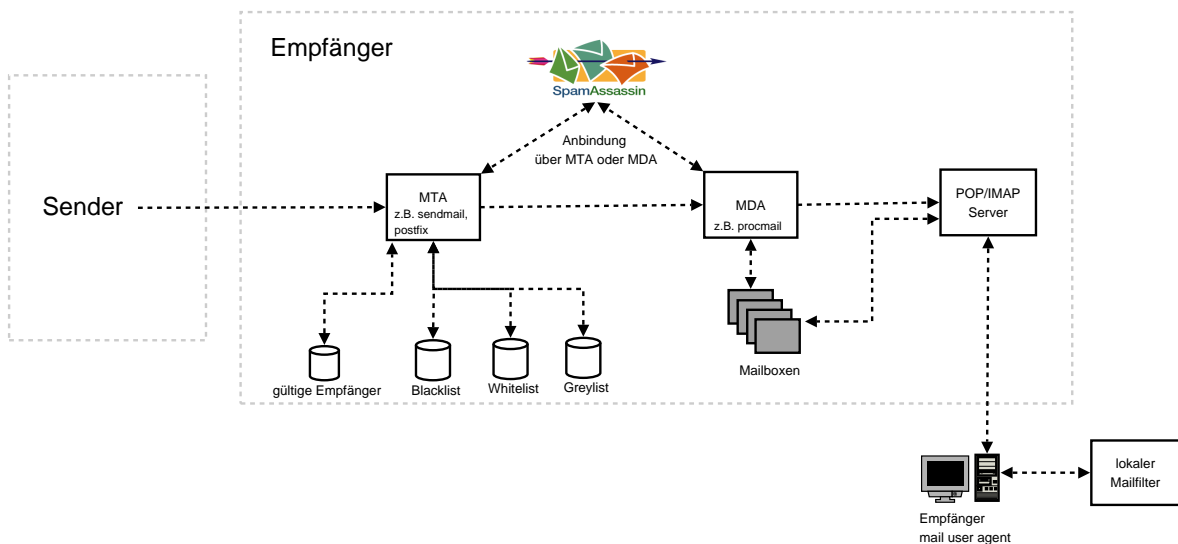 Empfänger
SpamAssassin
Anbindung
über MTA oder MDA
Sender
MTA
z.B. sendmail,
postfix
MDA
z.B. procmail
POP/IMAP
Server
gültige Empfänger
Blacklist
Whitelist
Greylist
Mailboxen
lokaler
Mailfilter
Empfänger
mail user agent